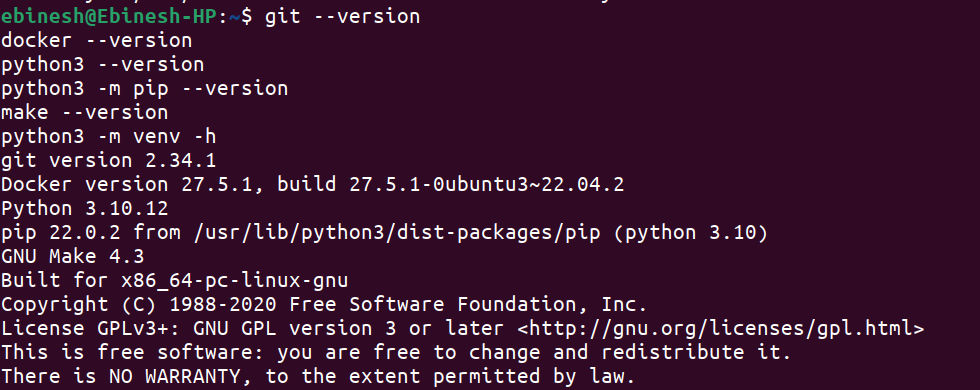 ebinesh@Ebinesh-HP:~$ git --version
docker --version
python3 --version
python3 -m pip --version
make --version
python3 -m venv -h
git version 2.34.1
Docker version 27.5.1, build 27.5.1-0ubuntu3~22.04.2
Python 3.10.12
pip 22.0.2 from /usr/lib/python3/dist-packages/pip (python 3.10)
GNU Make 4.3
Built for x86_64-pc-linux-gnu
Copyright (C) 1988-2020 Free Software Foundation, Inc.
License GPLv3+: GNU GPL version 3 or later <http://gnu.org/licenses/gpl.html>
This is free software: you are free to change and redistribute it.
There is NO WARRANTY, to the extent permitted by law.